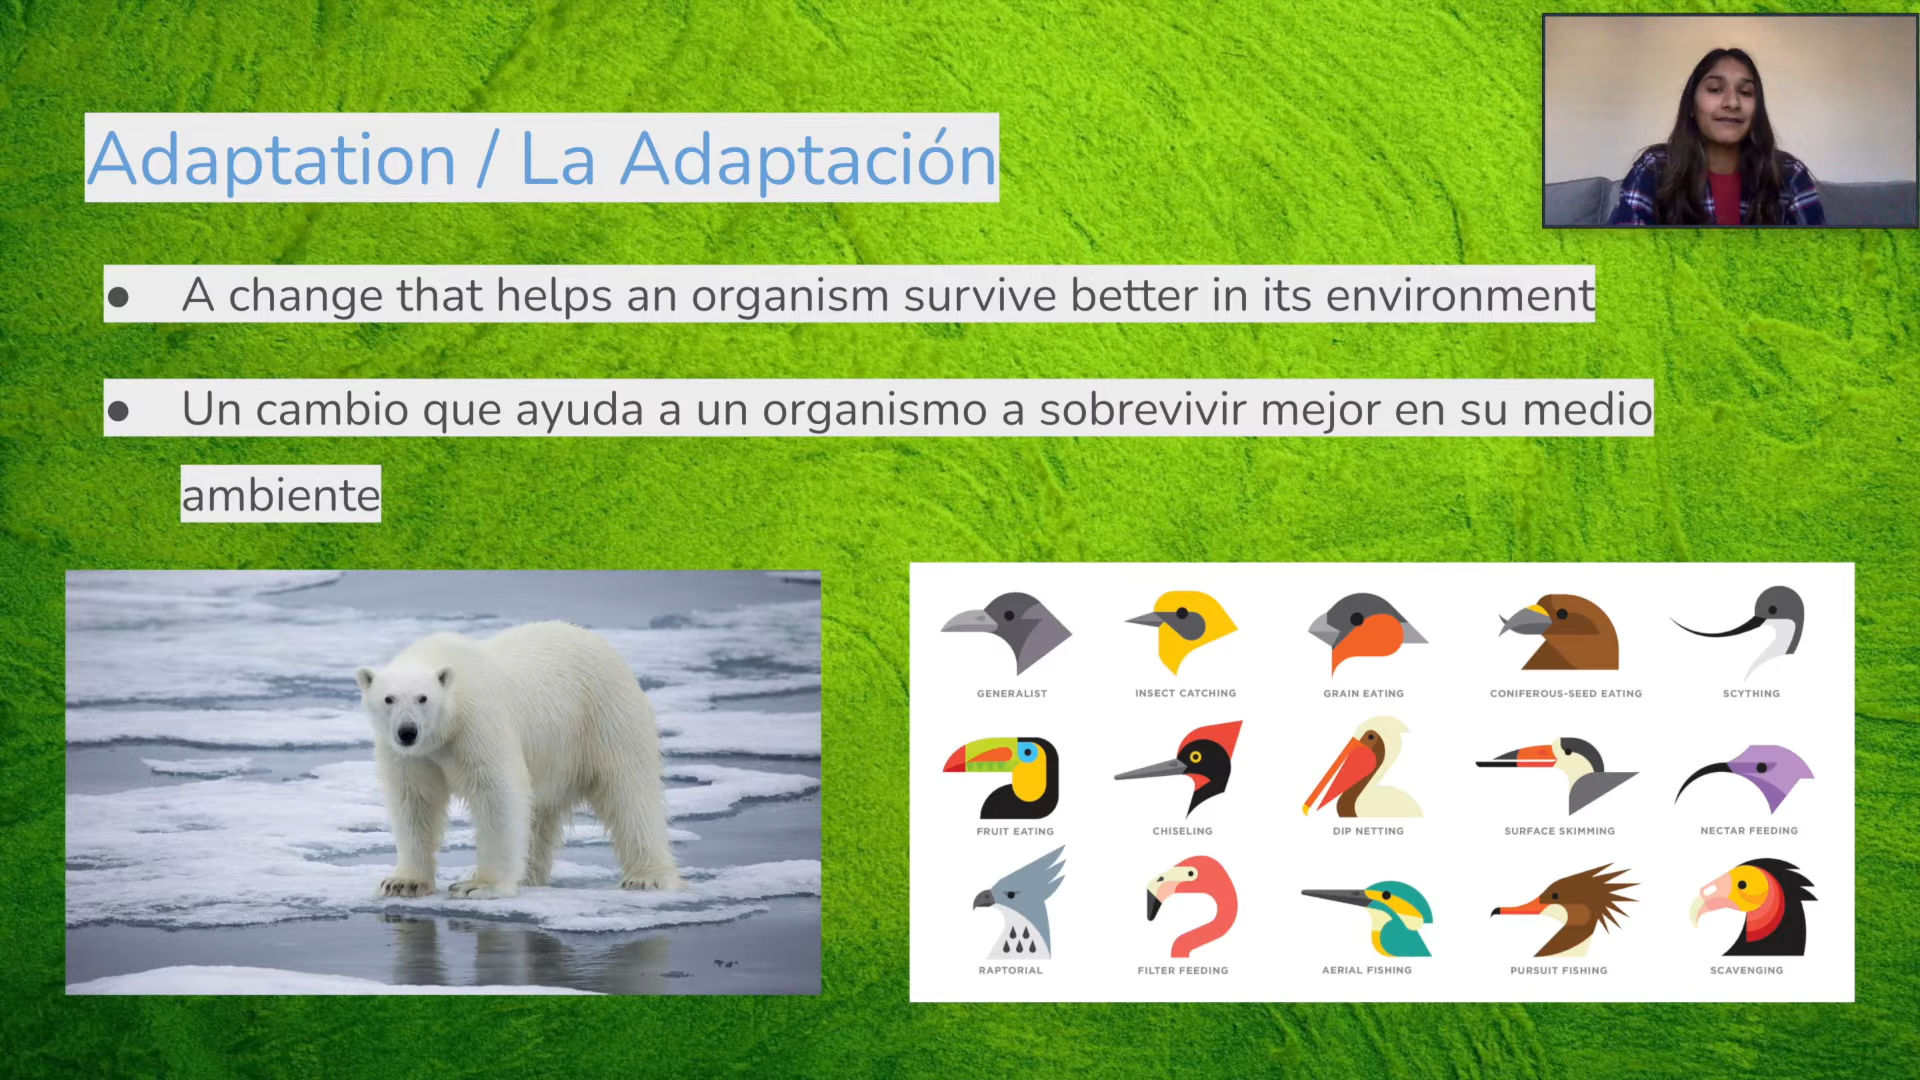 Adaptation / La Adaptación
● A change that helps an organism survive better in its environment
● Un cambio que ayuda a un organismo a sobrevivir mejor en su medio
ambiente
GENERALIST
INSECT CATCHING
GRAIN EATING
CONIFEROUS-SEED EATING
SCYTHING
FRUIT EATING
CHISELING
DIP NETTING
SURFACE SKIMMING
NECTAR FEEDING
RAPTORIAL
FILTER FEEDING
AERIAL FISHING
PURSUIT FISHING
SCAVENGING